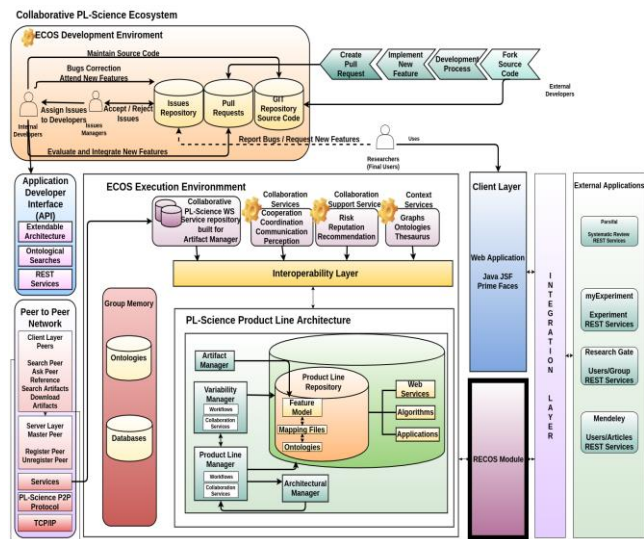 Collaborative PL-Science Ecosystem
ECOS Development Enviroment
Maintain Source Code
Bugs Correction
Attend New Features
Internal
Developers
Assign Issues
to Developers
Issues
Managers
Accept / Reject
Issues
Issues
Repository
Pull
Requests
GIT
Repository
Source Code
Evaluate and Integrate New Features
Report Bugs / Request New Features
Create
Pull
Request
Implement
New
Feature
Development
Process
Fork
Source
Code
External
Developers
Researchers
(Final Users)
Uses
Application
Developer
Interface
(API)
Extendable
Architecture
Ontological
Searches
REST
Services
Peer to Peer
Network
Client Layer
Peers
Search Peer
Ask Peer
Reference
Search Artifacts
Download
Artifacts
Server Layer
Master Peer
Register Peer
Unregister Peer
Services
PL-Science P2P
Protocol
TCP/IP
ECOS Execution Environmment
Collaborative
PL-Science WS
Service repository
built for
Artifact Manager
Collaboration
Services
Cooperation
Coordination
Communication
Perception
Collaboration
Support Service
Risk
Reputation
Recommendation
Context
Services
Graphs
Ontologies
Thesaurus
Interoperability Layer
Group Memory
Ontologies
Databases
PL-Science Product Line Architecture
Artifact
Manager
Variability
Manager
Workflows
Collaboration
Services
Product Line
Manager
Workflows
Collaboration
Services
Architectural
Manager
Product Line
Repository
Feature
Model
Mapping Files
Ontologies
Web
Services
Algorithms
Applications
Client Layer
Web Application
Java JSF
Prime Faces
RECOS Module
INTEGRATION
LAYER
External Applications
Parsifal
Systematic Review
REST Services
myExperiment
Experiment
REST Services
Research Gate
Users/Group
REST Services
Mendeley
Users/Articles
REST Services